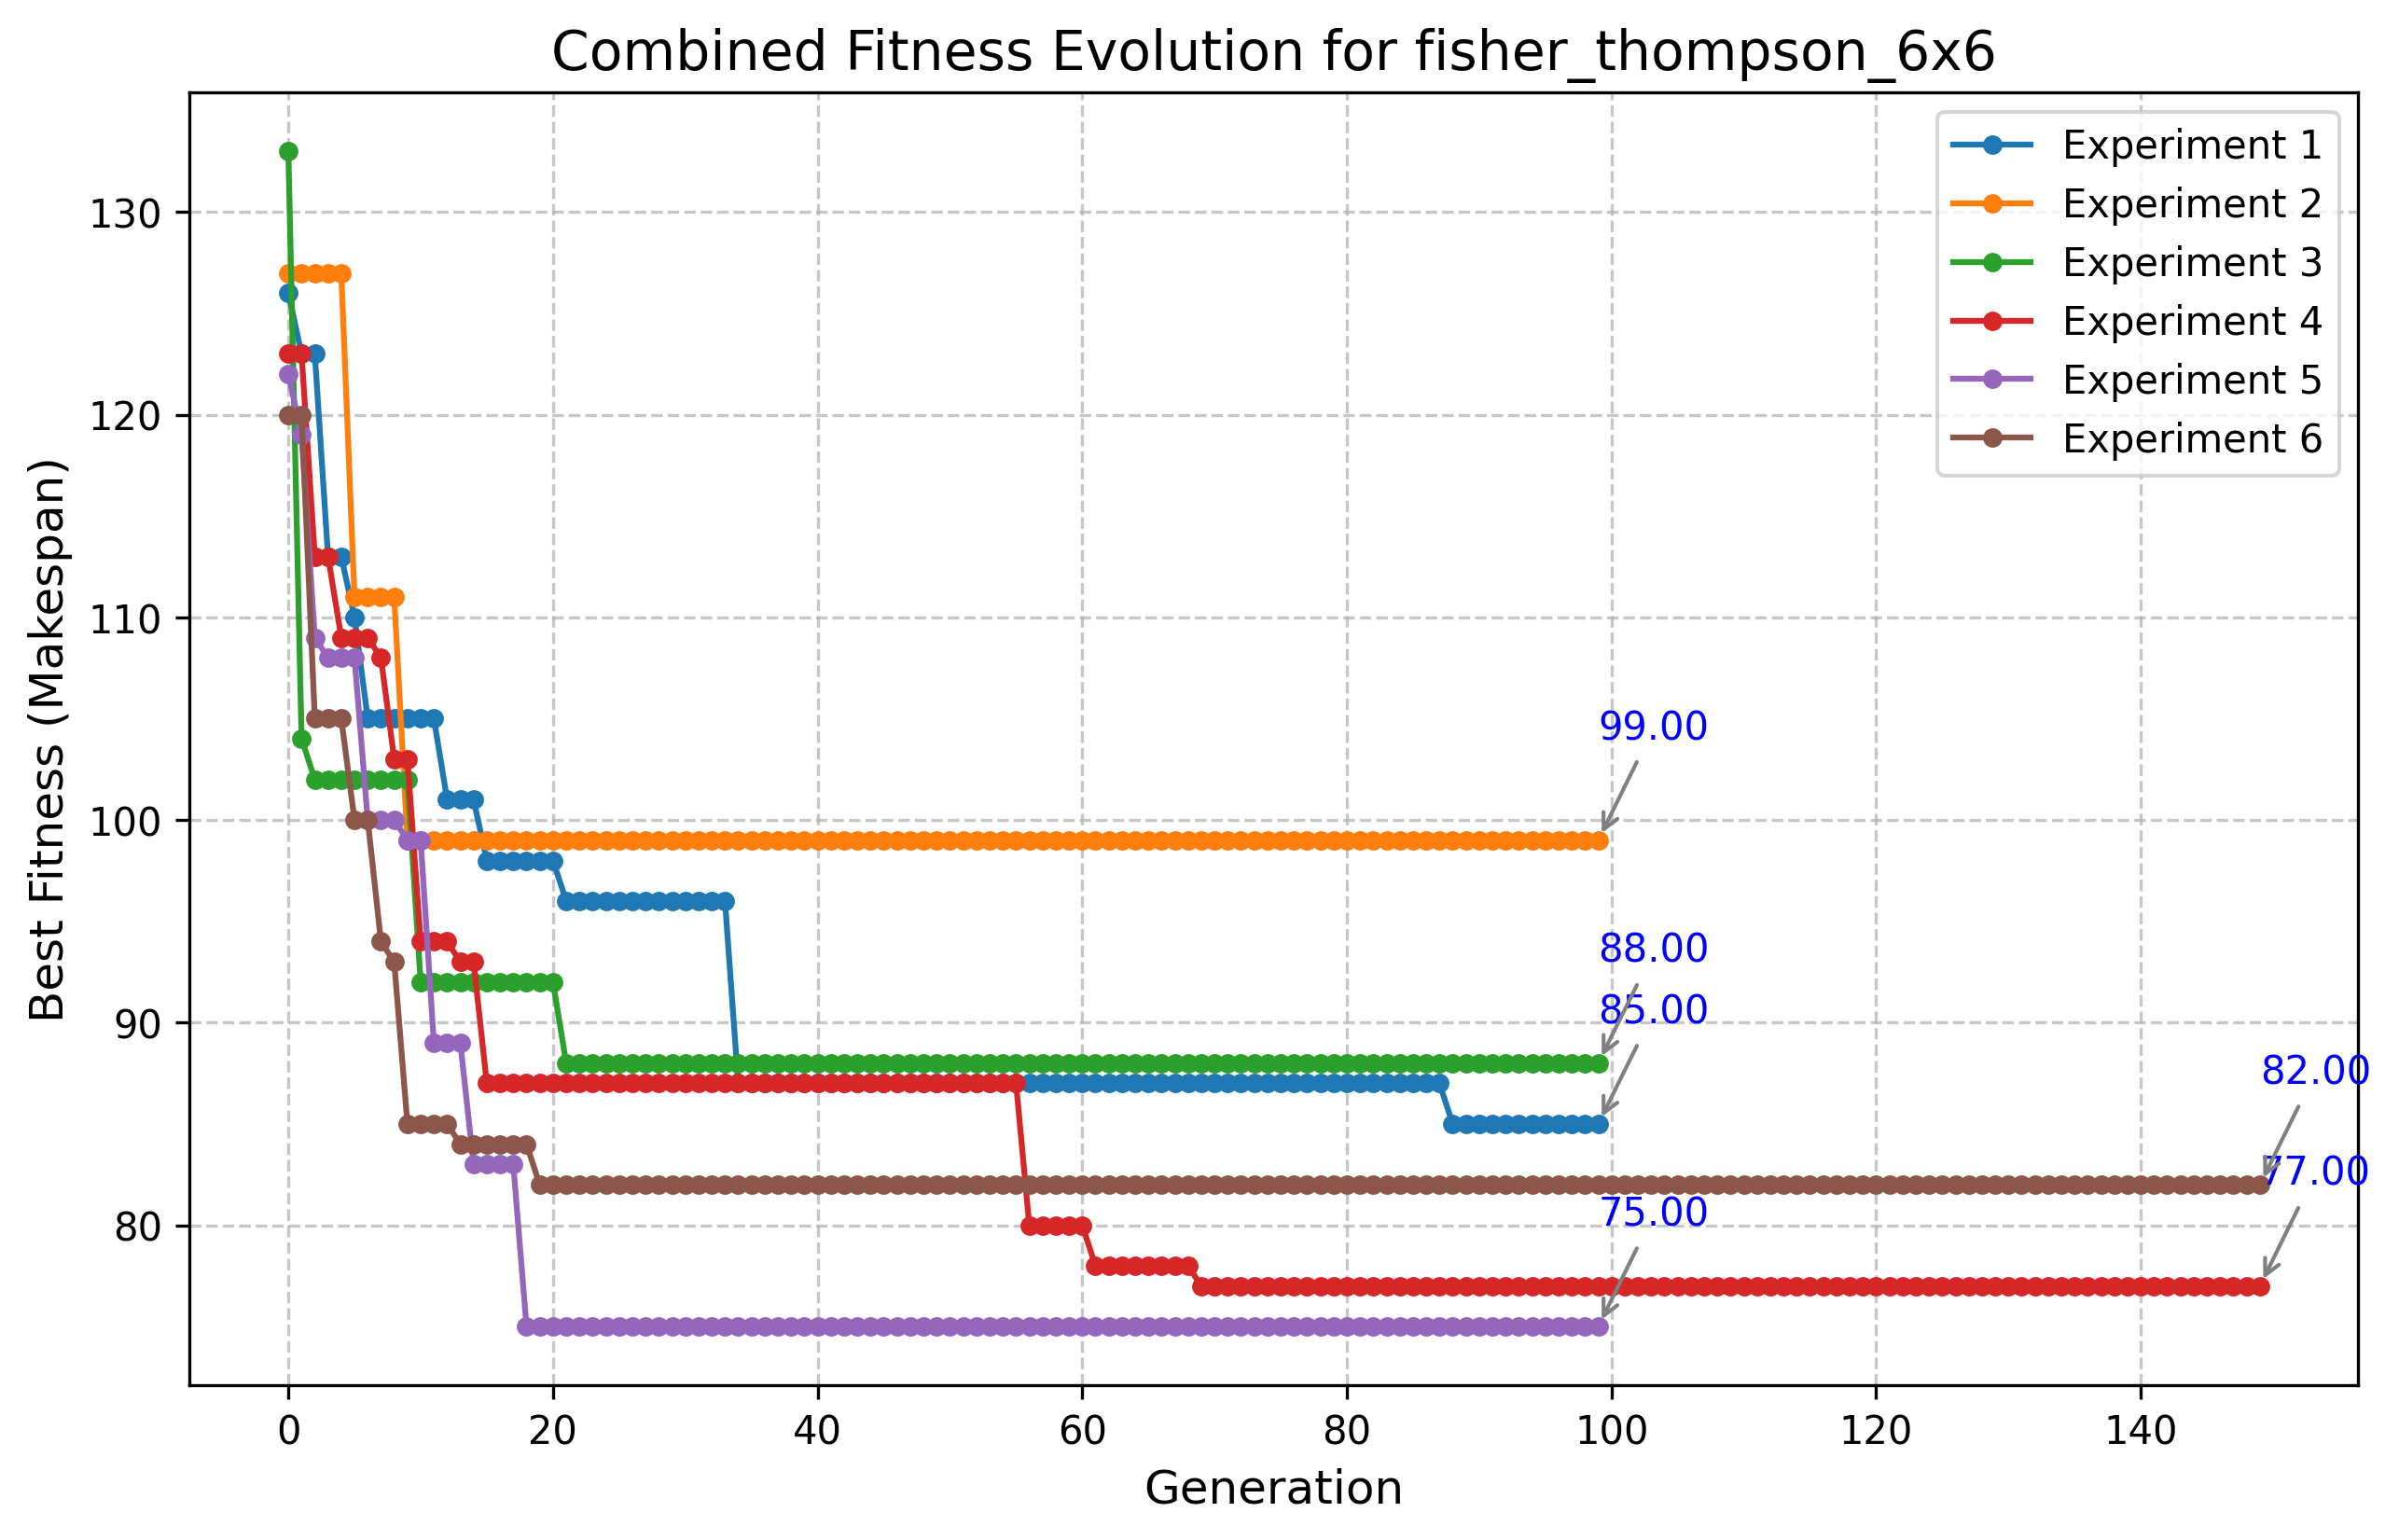 Combined Fitness Evolution for fisher_thompson_6x6
Experiment 1
Experiment 2
Experiment 3
Experiment 4
Experiment 5
Experiment 6
Best Fitness (Makespan)
130
120
110
100
90
80
99.00
88.00
85.00
82.00
77.00
75.00
0
20
40
60
80
100
120
140
Generation